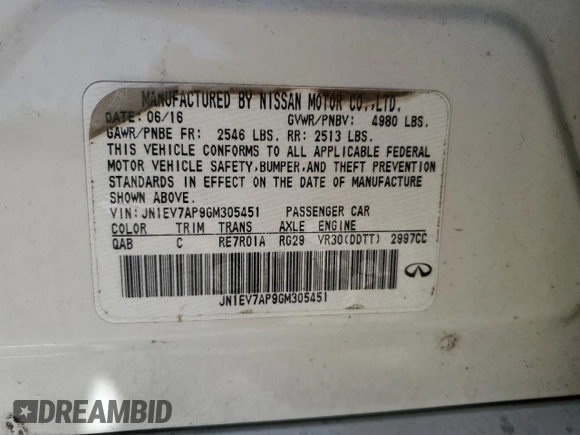 MANUFACTURED BY NISSAN MOTOR CO.,LTD.
DATE: 06/16 GVWR/PNBV: 4980 LBS.
GAWR/PNBE FR: 2546 LBS. RR: 2513 LBS.
THIS VEHICLE CONFORMS TO ALL APPLICABLE FEDERAL
MOTOR VEHICLE SAFETY,BUMPER,AND THEFT PREVENTION
STANDARDS IN EFFECT ON THE DATE OF MANUFACTURE
SHOWN ABOVE.
VIN:JN1EV7AP9GM305451 PASSENGER CAR
COLOR TRIM TRANS AXLE ENGINE
QAB C RE7R01A RG29 VR30(DDTT) 2997CC
JN1EV7AP9GM305451
DREAMBID